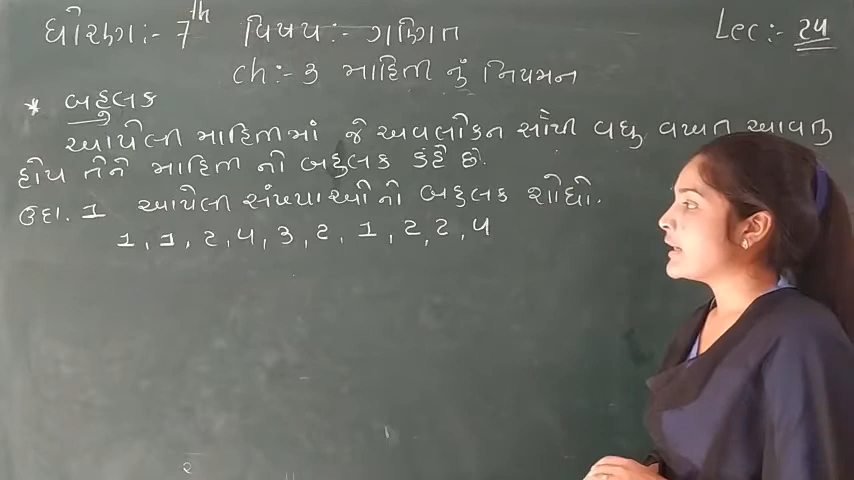 ધોરણ:- 7th વિષય:- ગણિત Lec:- 24
ch:- 3 માહિતી નું નિયમન
* બહુલક
આપેલી માહિતીમાં જે અવલોકન સૌથી વધુ વખત આવતું
હોય તેને માહિતી નો બહુલક કહે છે.
ઉદા. 1 આપેલી સંખ્યાઓનો બહુલક શોધો.
1, 1, 2, 4, 3, 2, 1, 2, 2, 4